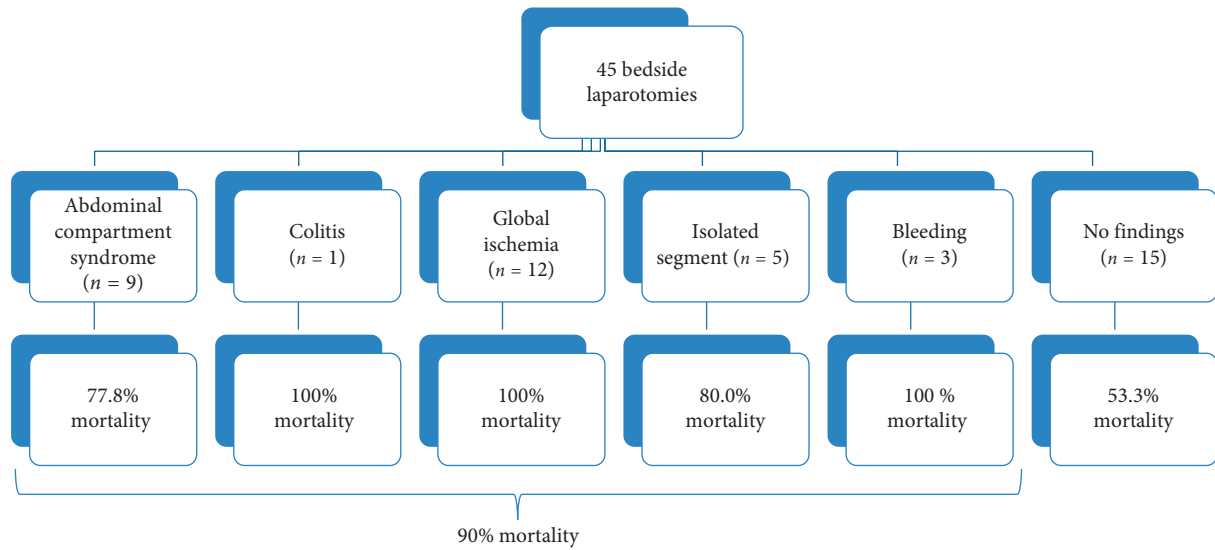 45 bedside
laparotomies
Abdominal
compartment
syndrome
(n = 9)
Colitis
(n = 1)
Global
ischemia
(n = 12)
Isolated
segment (n = 5)
Bleeding
(n = 3)
No findings
(n = 15)
77.8%
mortality
100%
mortality
100%
mortality
80.0%
mortality
100 %
mortality
53.3%
mortality
90% mortality